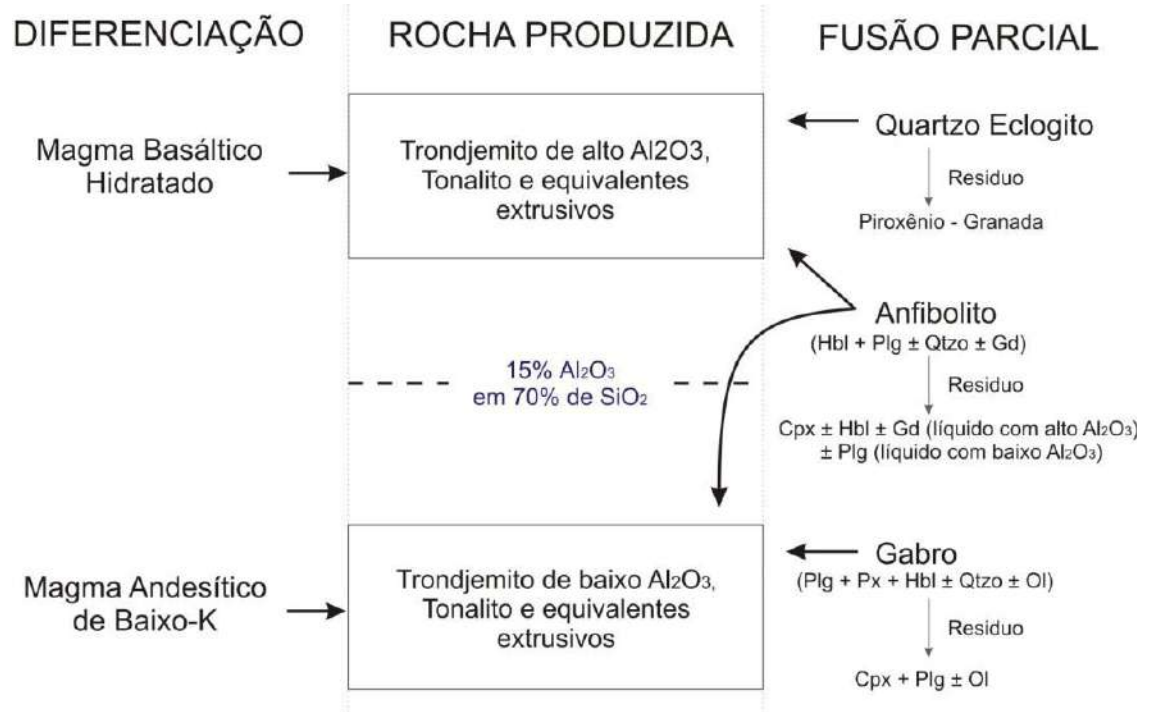 DIFERENCIAÇÃO
ROCHA PRODUZIDA
FUSÃO PARCIAL
Magma Basáltico
Hidratado
Trondjemito de alto Al2O3,
Tonalito e equivalentes
extrusivos
Quartzo Eclogito
Residuo
Piroxênio - Granada
Anfibolito
(Hbl + Plg ± Qtzo ± Gd)
Residuo
Cpx ± Hbl ± Gd (líquido com alto Al₂O₃)
± Plg (líquido com baixo Al₂O₃)
15% Al₂O₃
em 70% de SiO₂
Magma Andesítico
de Baixo-K
Trondjemito de baixo Al₂O₃,
Tonalito e equivalentes
extrusivos
Gabro
(Plg + Px + Hbl ± Qtzo ± Ol)
Residuo
Cpx + Plg ± Ol